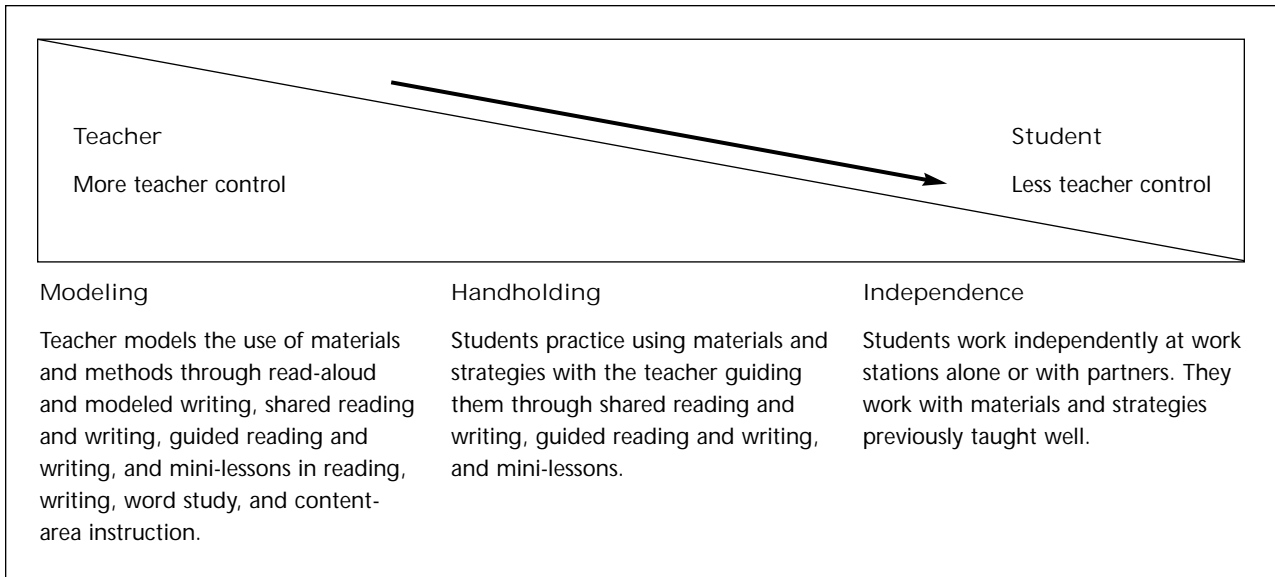 Teacher
Student
More teacher control
Less teacher control
Modeling
Teacher models the use of materials
and methods through read-aloud
and modeled writing, shared reading
and writing, guided reading and
writing, and mini-lessons in reading,
writing, word study, and content-
area instruction.
Handholding
Students practice using materials and
strategies with the teacher guiding
them through shared reading and
writing, guided reading and writing,
and mini-lessons.
Independence
Students work independently at work
stations alone or with partners. They
work with materials and strategies
previously taught well.